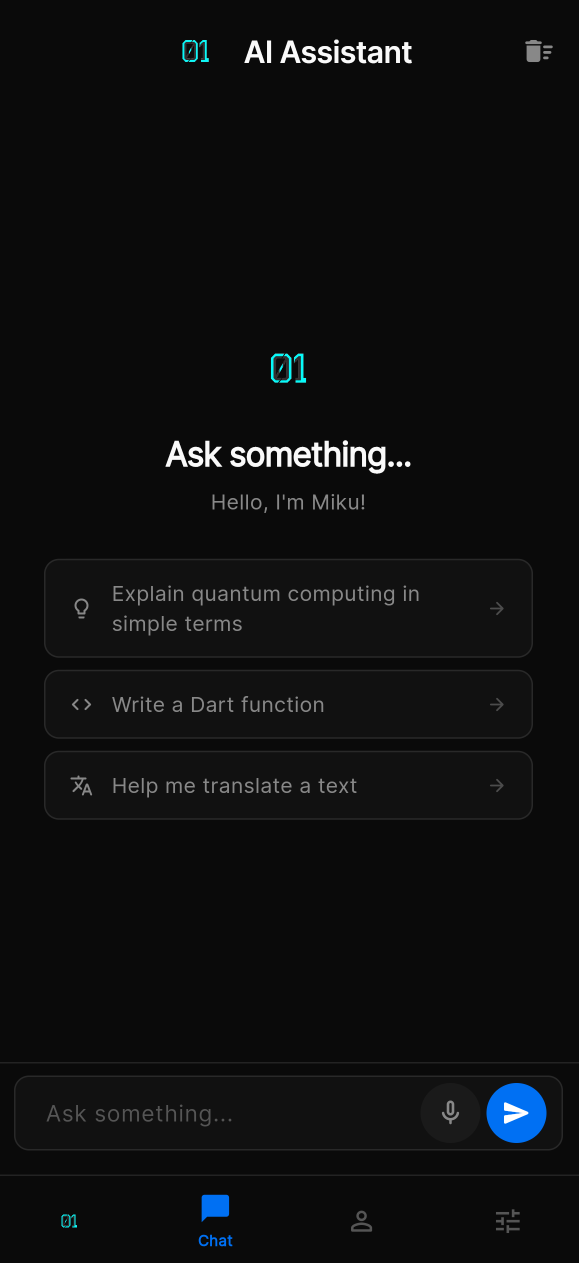 01 AI Assistant
01
Ask something...
Hello, I'm Miku!
Explain quantum computing in
simple terms
Write a Dart function
Help me translate a text
Ask something...
01
Chat